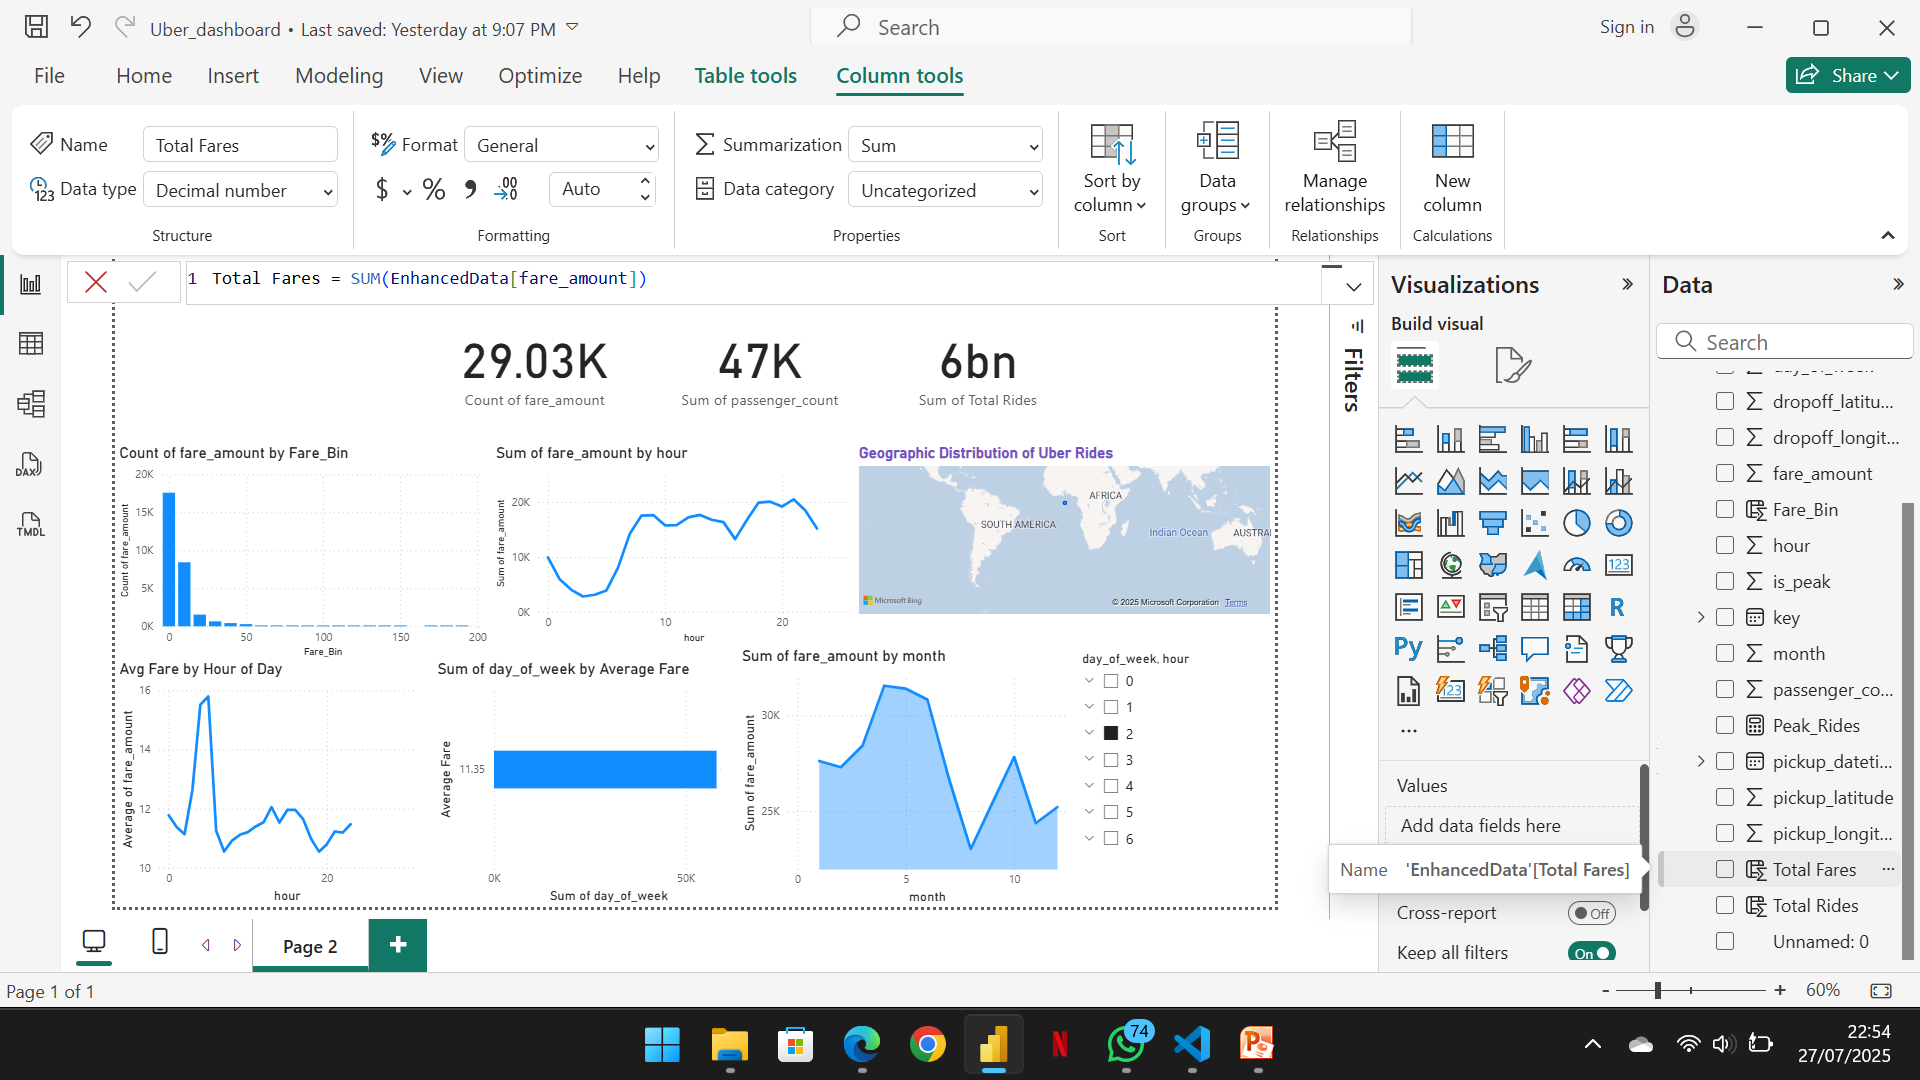 Uber_dashboard • Last saved: Yesterday at 9:07 PM
Search
Sign in
File Home Insert Modeling View Optimize Help Table tools Column tools
Share
Name Total Fares
Data type Decimal number
Structure
Format General
$ % Auto
Formatting
Summarization Sum
Data category Uncategorized
Properties
Sort by
column
Sort
Data
groups
Groups
Manage
relationships
Relationships
New
column
Calculations
1 Total Fares = SUM(EnhancedData[fare_amount])
29.03K
Count of fare_amount
47K
Sum of passenger_count
6bn
Sum of Total Rides
Count of fare_amount by Fare_Bin
Count of fare_amount
20K
15K
10K
5K
0K
0 50 100 150 200
Fare_Bin
Sum of fare_amount by hour
Sum of fare_amount
20K
10K
0K
0 10 20
hour
Geographic Distribution of Uber Rides
AFRICA
SOUTH AMERICA
Indian Ocean
AUSTRA
Microsoft Bing
© 2025 Microsoft Corporation Terms
Avg Fare by Hour of Day
Average of fare_amount
16
14
12
10
0 20
hour
Sum of day_of_week by Average Fare
Average Fare
11.35
0K 50K
Sum of day_of_week
Sum of fare_amount by month
Sum of fare_amount
30K
25K
0 5 10
month
day_of_week, hour
0
1
2
3
4
5
6
Filters
Visualizations
Build visual
123
R
Py
123
...
Values
Add data fields here
Name 'EnhancedData'[Total Fares]
Cross-report Off
Keep all filters On
Data
Search
dropoff_latitu...
dropoff_longit...
fare_amount
Fare_Bin
hour
is_peak
key
month
passenger_co...
Peak_Rides
pickup_dateti...
pickup_latitude
pickup_longit...
Total Fares ...
Total Rides
Unnamed: 0
DAX
TMDL
Page 2
Page 1 of 1
- + 60%
74
22:54
27/07/2025